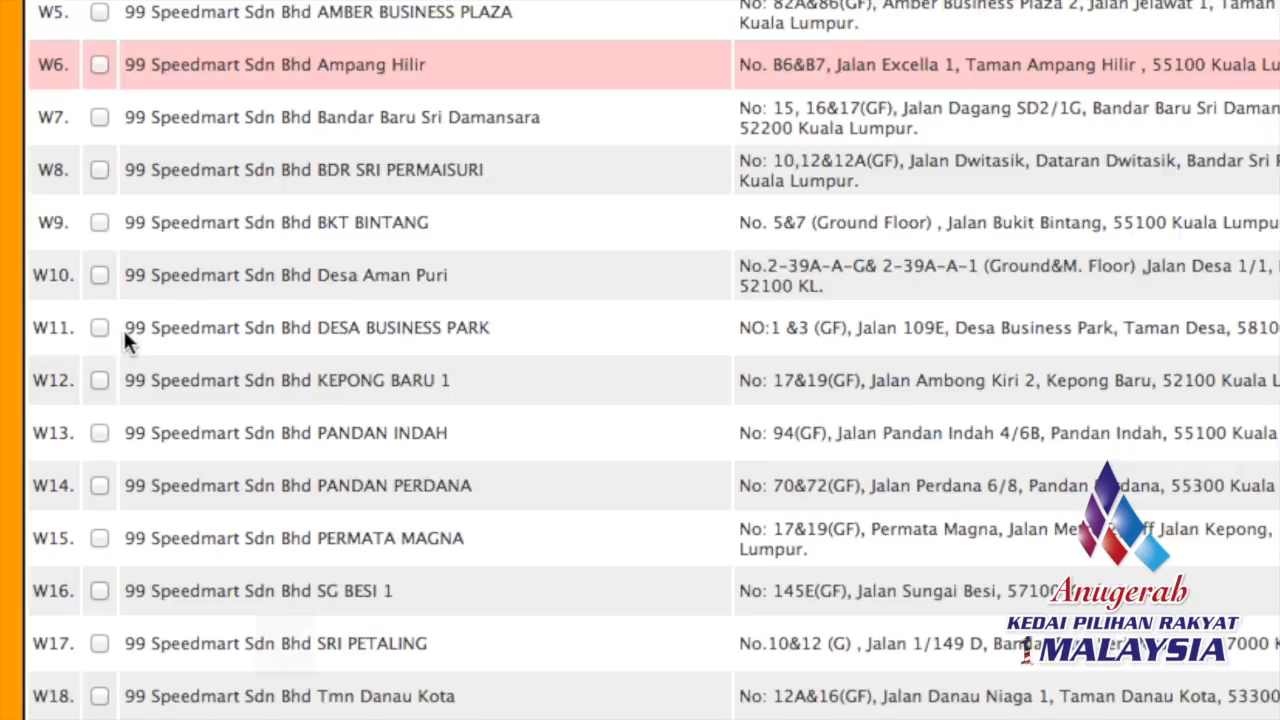 W5. 99 Speedmart Sdn Bhd AMBER BUSINESS PLAZA No: 82A&86(GF), Amber Business Plaza 2, Jalan Jelawat 1, Taman
Kuala Lumpur.
W6. 99 Speedmart Sdn Bhd Ampang Hilir No. B6&B7, Jalan Excella 1, Taman Ampang Hilir , 55100 Kuala Lu
W7. 99 Speedmart Sdn Bhd Bandar Baru Sri Damansara No: 15, 16&17(GF), Jalan Dagang SD2/1G, Bandar Baru Sri Daman
52200 Kuala Lumpur.
W8. 99 Speedmart Sdn Bhd BDR SRI PERMAISURI No: 10,12&12A(GF), Jalan Dwitasik, Dataran Dwitasik, Bandar Sri
Kuala Lumpur.
W9. 99 Speedmart Sdn Bhd BKT BINTANG No. 5&7 (Ground Floor) , Jalan Bukit Bintang, 55100 Kuala Lumpu
W10. 99 Speedmart Sdn Bhd Desa Aman Puri No.2-39A-A-G& 2-39A-A-1 (Ground&M. Floor) ,Jalan Desa 1/1,
52100 KL.
W11. 99 Speedmart Sdn Bhd DESA BUSINESS PARK NO:1 &3 (GF), Jalan 109E, Desa Business Park, Taman Desa, 5810
W12. 99 Speedmart Sdn Bhd KEPONG BARU 1 No: 17&19(GF), Jalan Ambong Kiri 2, Kepong Baru, 52100 Kuala L
W13. 99 Speedmart Sdn Bhd PANDAN INDAH No: 94(GF), Jalan Pandan Indah 4/6B, Pandan Indah, 55100 Kuala
W14. 99 Speedmart Sdn Bhd PANDAN PERDANA No: 70&72(GF), Jalan Perdana 6/8, Pandan Perdana, 55300 Kuala
W15. 99 Speedmart Sdn Bhd PERMATA MAGNA No: 17&19(GF), Permata Magna, Jalan Jalan Kepong,
Lumpur.
W16. 99 Speedmart Sdn Bhd SG BESI 1 No: 145E(GF), Jalan Sungai Besi, 57100
W17. 99 Speedmart Sdn Bhd SRI PETALING No.10&12 (G) , Jalan 1/149 D,
W18. 99 Speedmart Sdn Bhd Tmn Danau Kota No: 12A&16(GF), Jalan Danau Niaga 1, Taman Danau Kota, 53300
Anugerah
KEDAI PILIHAN RAKYAT
1MALAYSIA